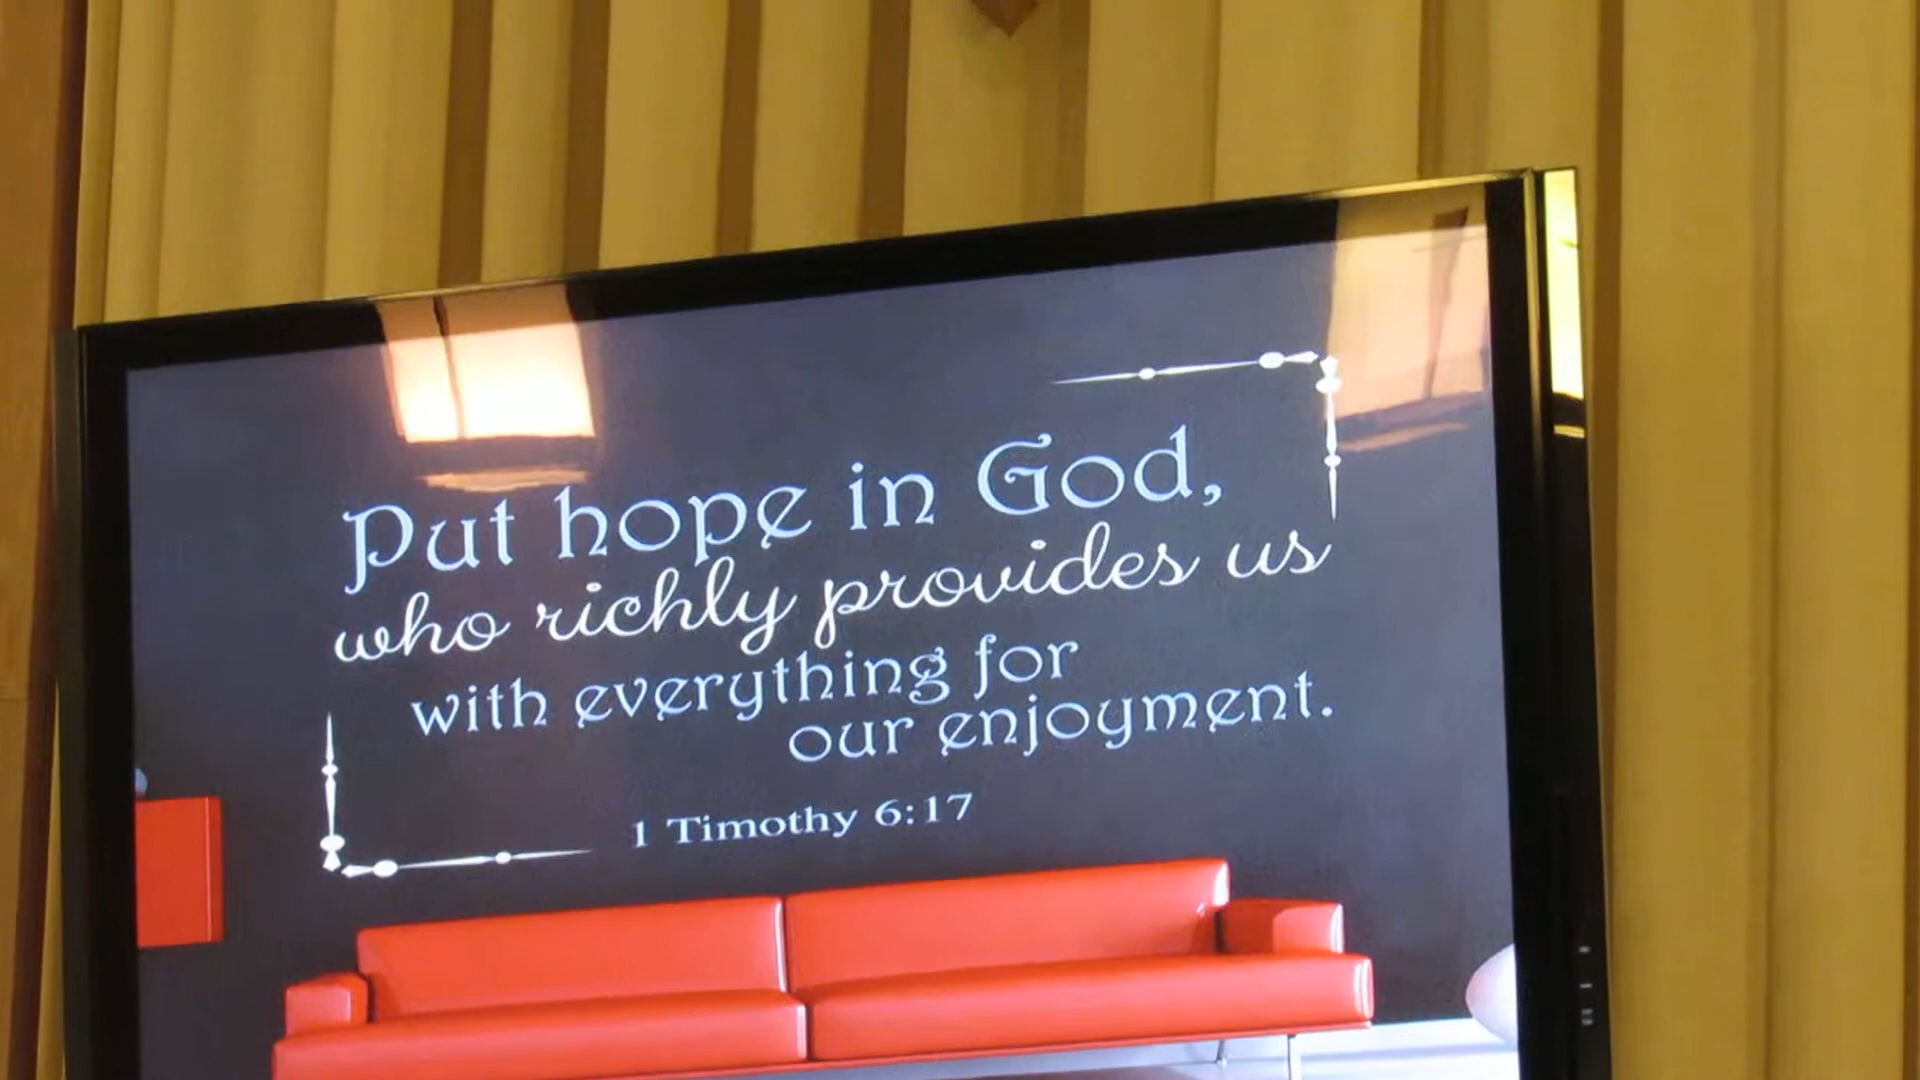 Put hope in God,
who richly provides us
with everything for
our enjoyment.
1 Timothy 6:17